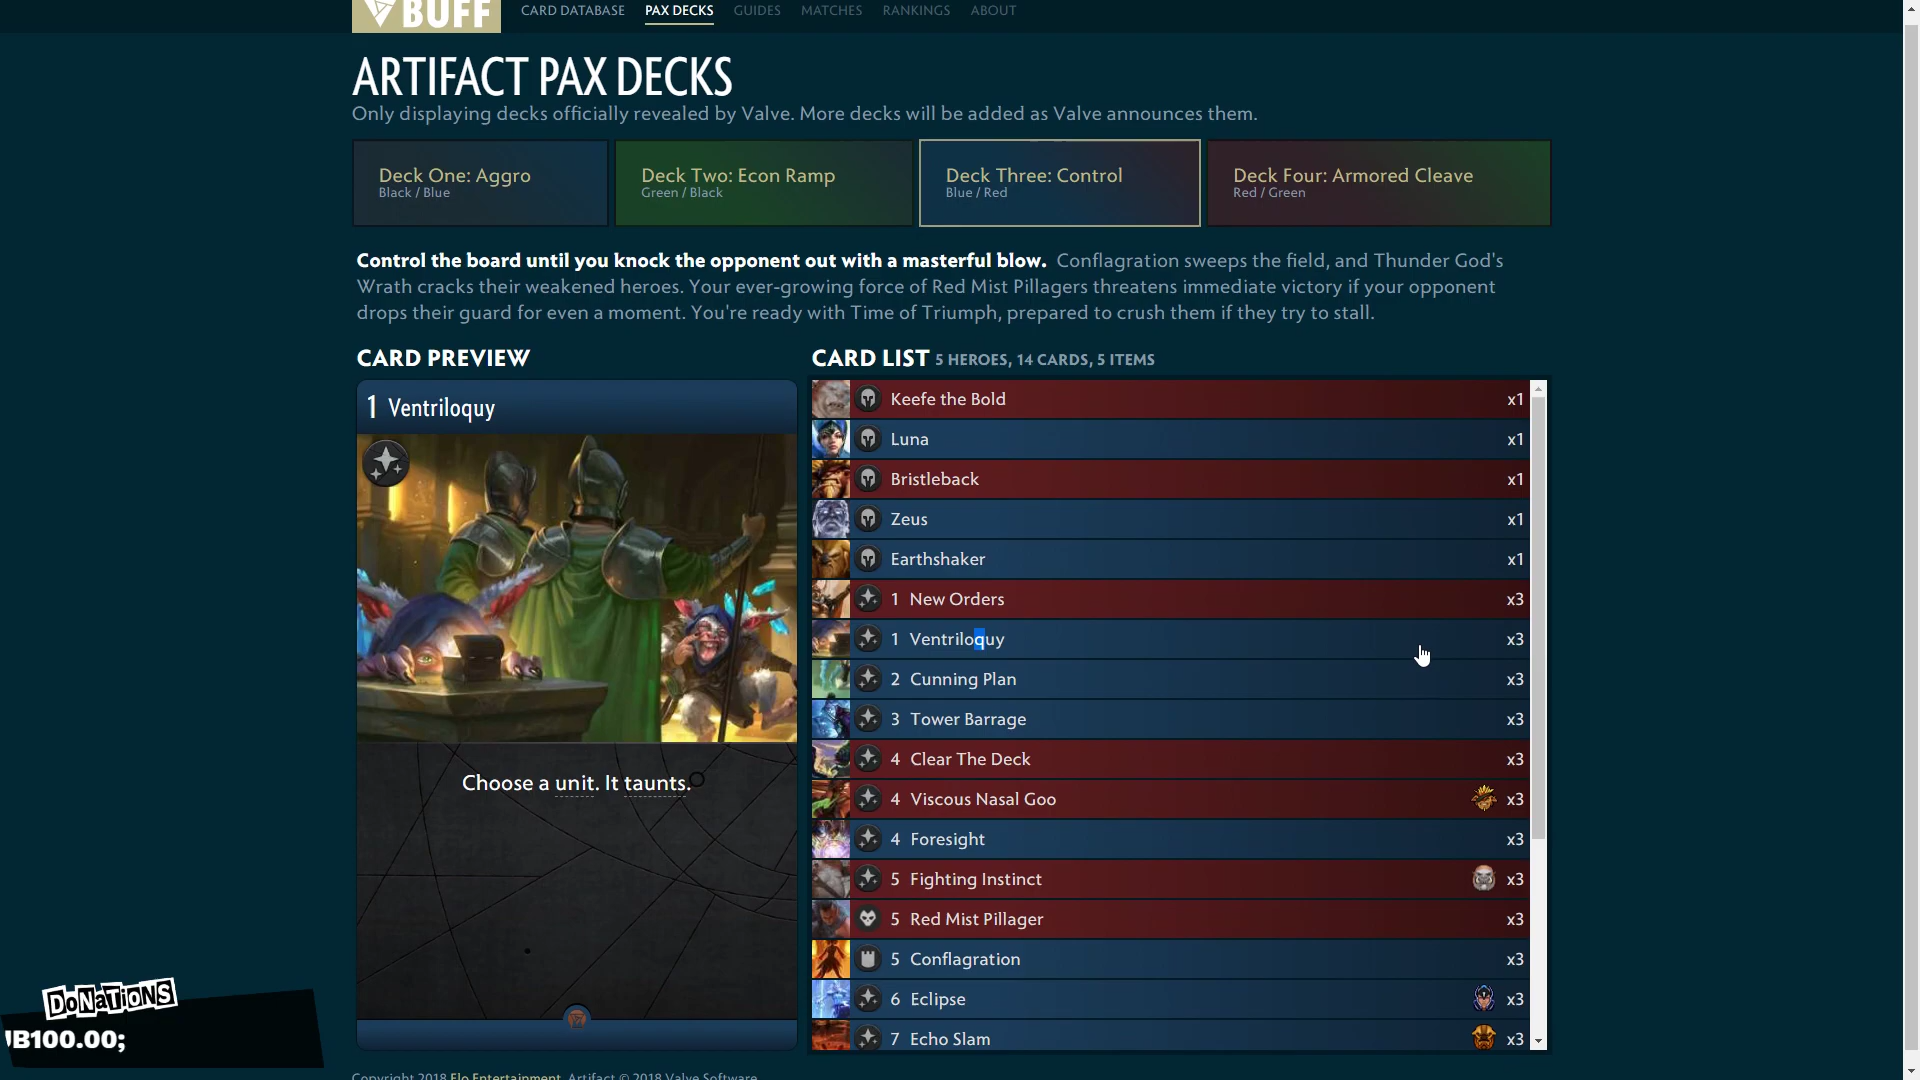 BUFF
CARD DATABASE
PAX DECKS
GUIDES
MATCHES
RANKINGS
ABOUT
ARTIFACT PAX DECKS
Only displaying decks officially revealed by Valve. More decks will be added as Valve announces them.
Deck One: Aggro
Black / Blue
Deck Two: Econ Ramp
Green / Black
Deck Three: Control
Blue / Red
Deck Four: Armored Cleave
Red / Green
Control the board until you knock the opponent out with a masterful blow. Conflagration sweeps the field, and Thunder God's
Wrath cracks their weakened heroes. Your ever-growing force of Red Mist Pillagers threatens immediate victory if your opponent
drops their guard for even a moment. You're ready with Time of Triumph, prepared to crush them if they try to stall.
CARD PREVIEW
1 Ventriloquy
Choose a unit. It taunts.
CARD LIST 5 HEROES, 14 CARDS, 5 ITEMS
Keefe the Bold x1
Luna x1
Bristleback x1
Zeus x1
Earthshaker x1
1 New Orders x3
1 Ventriloquy x3
2 Cunning Plan x3
3 Tower Barrage x3
4 Clear The Deck x3
4 Viscous Nasal Goo x3
4 Foresight x3
5 Fighting Instinct x3
5 Red Mist Pillager x3
5 Conflagration x3
6 Eclipse x3
7 Echo Slam x3
DONATIONS
UB100.00;
Copyright 2018 Flo Entertainment. Artifact © 2018 Valve Software